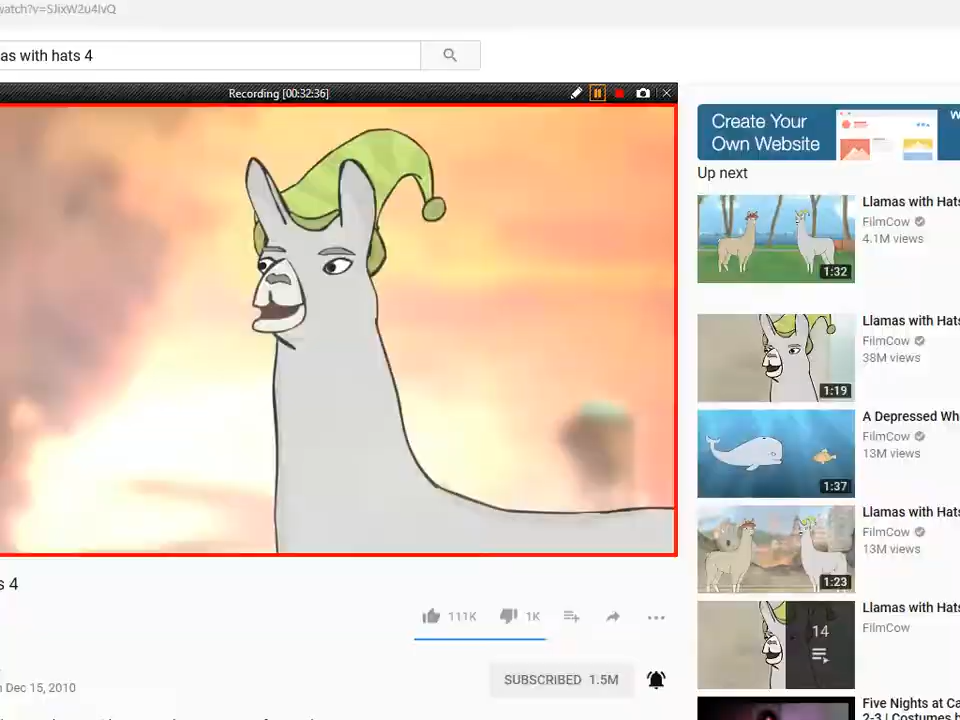 watch?v=SJixW2u4IvQ
as with hats 4
Recording [00:32:36]
Create Your
Own Website
W
Up next
Llamas with Hats
FilmCow
4.1M views
1:32
Llamas with Hats
FilmCow
38M views
1:19
A Depressed Wh
FilmCow
13M views
1:37
Llamas with Hats
FilmCow
13M views
1:23
Llamas with Hats
FilmCow
14
Five Nights at Ca
2-3 | Costumes b
s 4
111K
1K
SUBSCRIBED 1.5M
n Dec 15, 2010